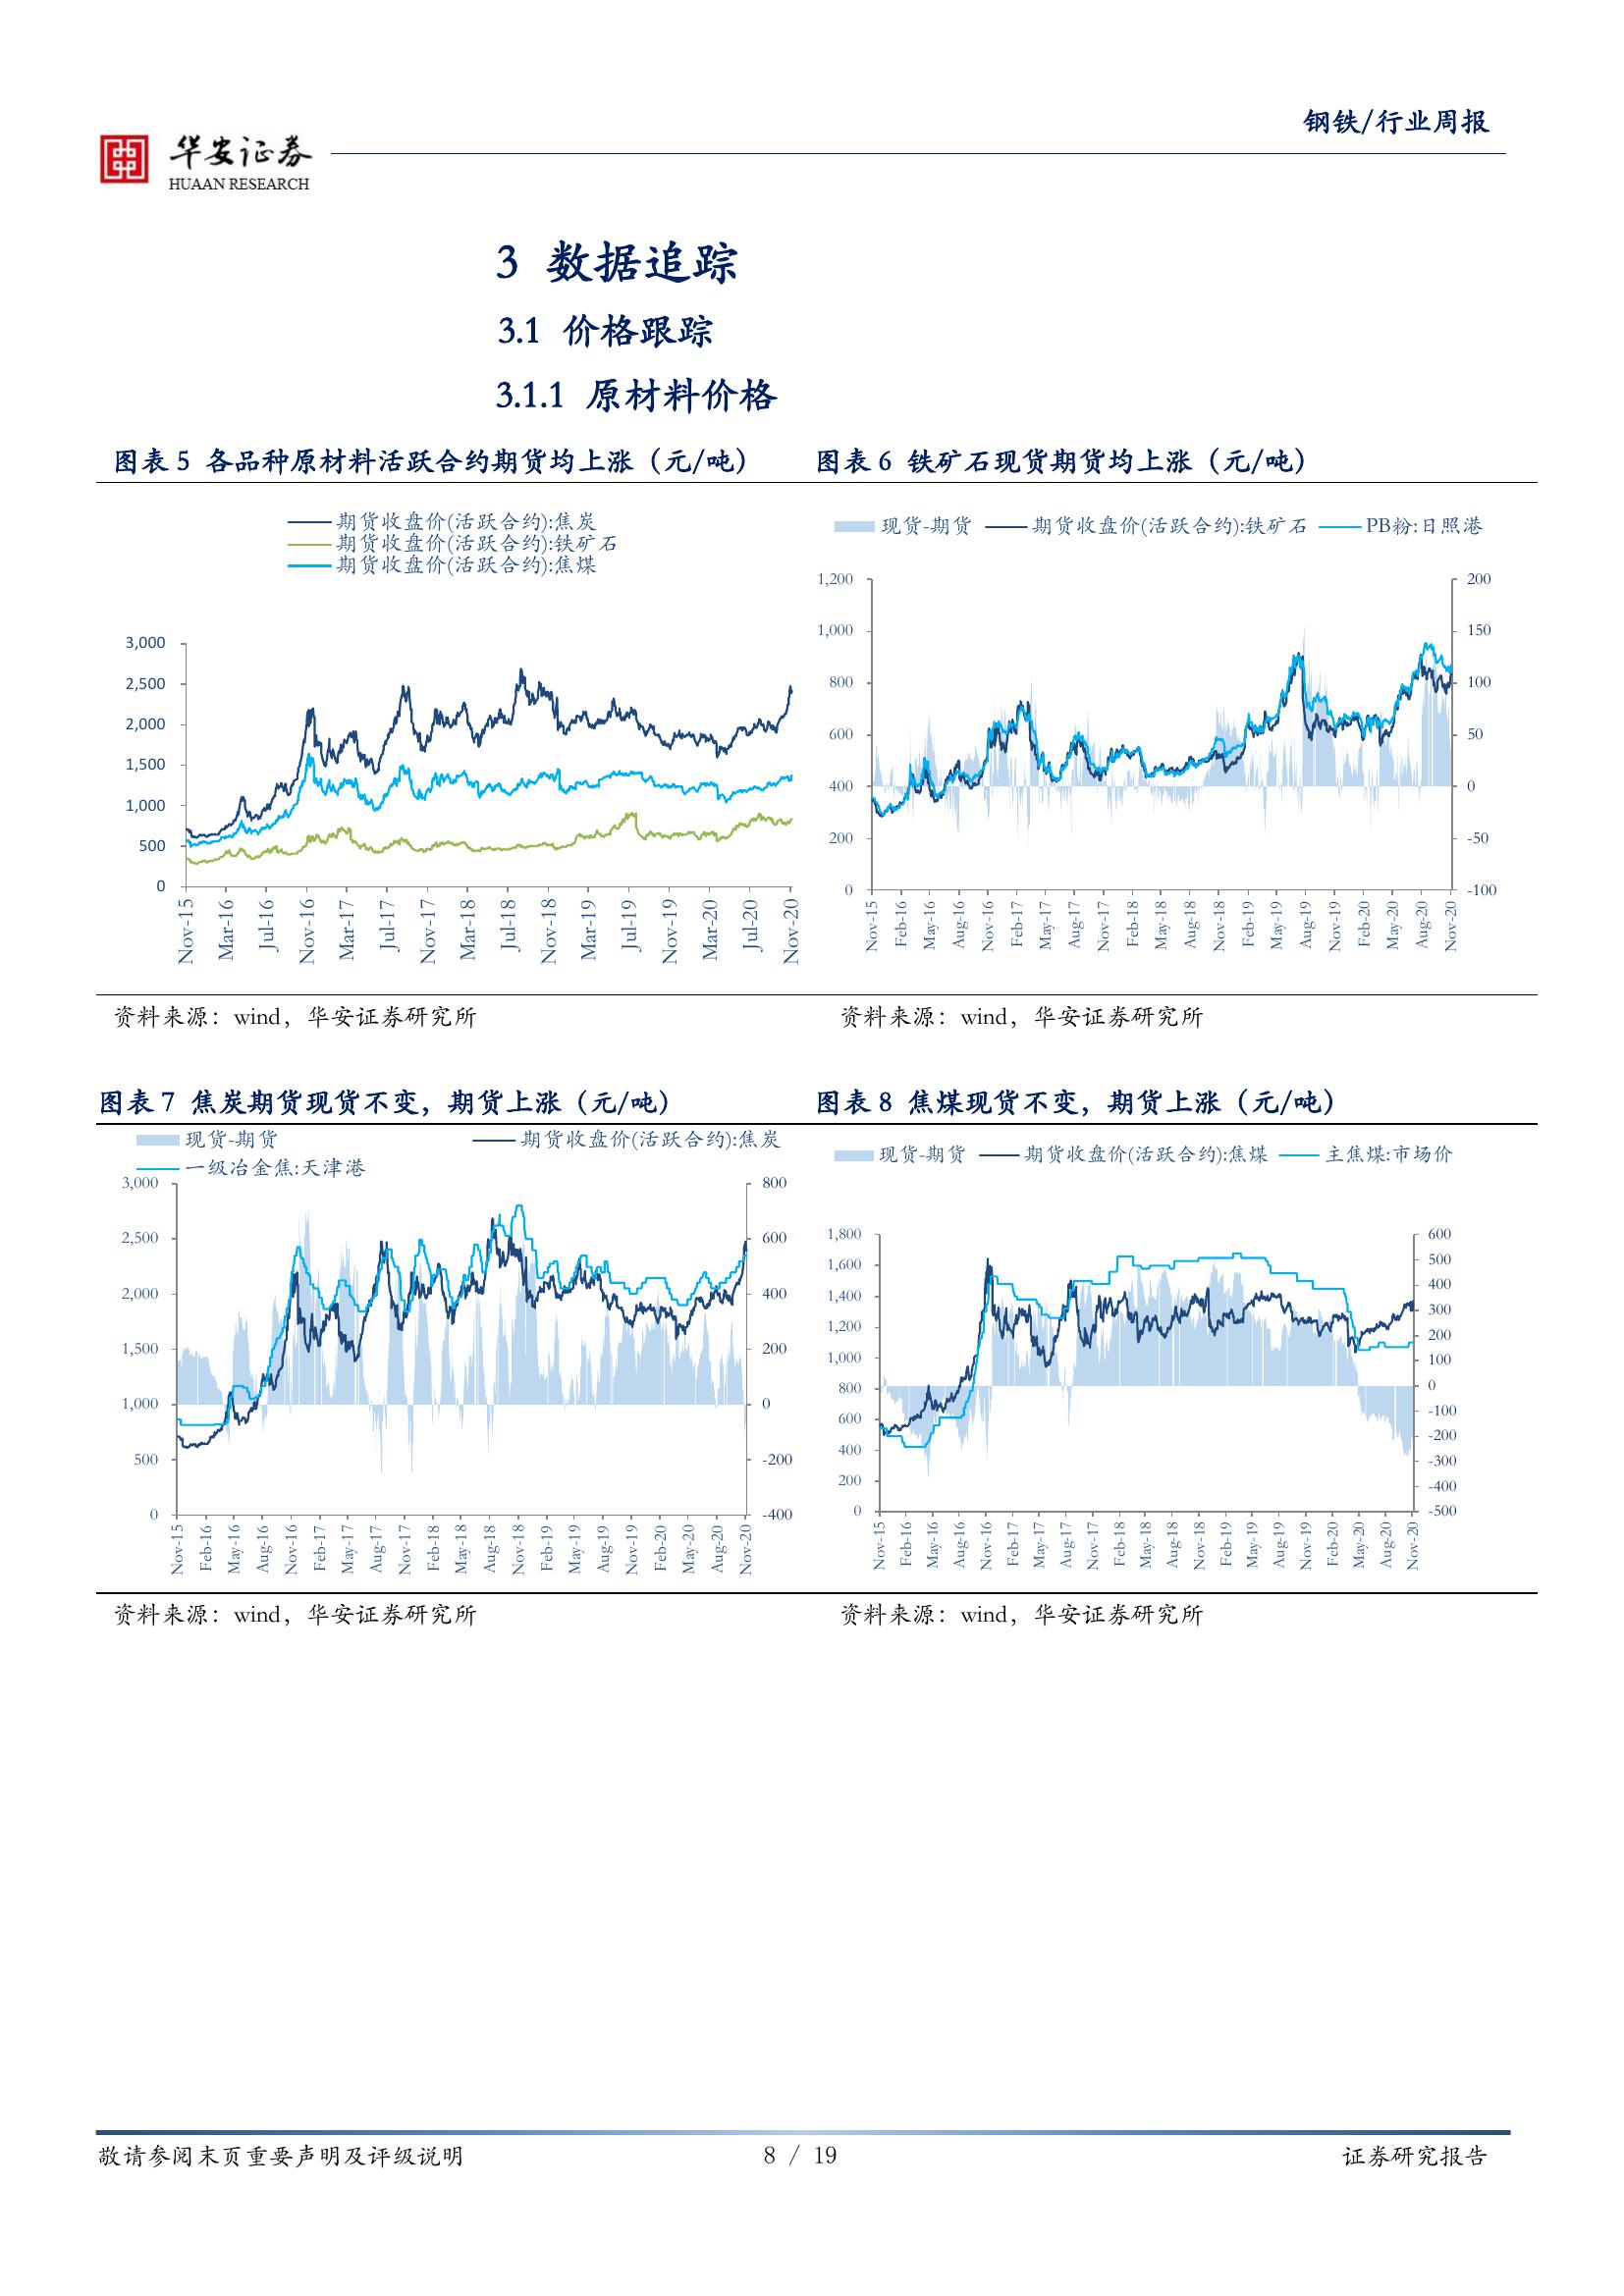 钢铁/行业周报
华安证券
HUAAN RESEARCH
3 数据追踪
3.1 价格跟踪
3.1.1 原材料价格
图表 5 各品种原材料活跃合约期货均上涨（元/吨）
期货收盘价(活跃合约):焦炭
期货收盘价(活跃合约):铁矿石
期货收盘价(活跃合约):焦煤
3,000
2,500
2,000
1,500
1,000
500
0
Nov-15 Mar-16 Jul-16 Nov-16 Mar-17 Jul-17 Nov-17 Mar-18 Jul-18 Nov-18 Mar-19 Jul-19 Nov-19 Mar-20 Jul-20 Nov-20
资料来源：wind，华安证券研究所
图表 6 铁矿石现货期货均上涨（元/吨）
现货-期货 期货收盘价(活跃合约):铁矿石 PB粉:日照港
1,200 200
1,000 150
800 100
600 50
400 0
200 -50
0 -100
Nov-15 Feb-16 May-16 Aug-16 Nov-16 Feb-17 May-17 Aug-17 Nov-17 Feb-18 May-18 Aug-18 Nov-18 Feb-19 May-19 Aug-19 Nov-19 Feb-20 May-20 Aug-20 Nov-20
资料来源：wind，华安证券研究所
图表 7 焦炭期货现货不变，期货上涨（元/吨）
现货-期货 期货收盘价(活跃合约):焦炭
一级冶金焦:天津港
3,000 800
2,500 600
2,000 400
1,500 200
1,000 0
500 -200
0 -400
Nov-15 Feb-16 May-16 Aug-16 Nov-16 Feb-17 May-17 Aug-17 Nov-17 Feb-18 May-18 Aug-18 Nov-18 Feb-19 May-19 Aug-19 Nov-19 Feb-20 May-20 Aug-20 Nov-20
资料来源：wind，华安证券研究所
图表 8 焦煤现货不变，期货上涨（元/吨）
现货-期货 期货收盘价(活跃合约):焦煤 主焦煤:市场价
1,800
1,600
1,400
1,200
1,000
800
600
400
200
0
600
500
400
300
200
100
0
-100
-200
-300
-400
-500
Nov-15 Feb-16 May-16 Aug-16 Nov-16 Feb-17 May-17 Aug-17 Nov-17 Feb-18 May-18 Aug-18 Nov-18 Feb-19 May-19 Aug-19 Nov-19 Feb-20 May-20 Aug-20 Nov-20
资料来源：wind，华安证券研究所
敬请参阅末页重要声明及评级说明 8 / 19 证券研究报告